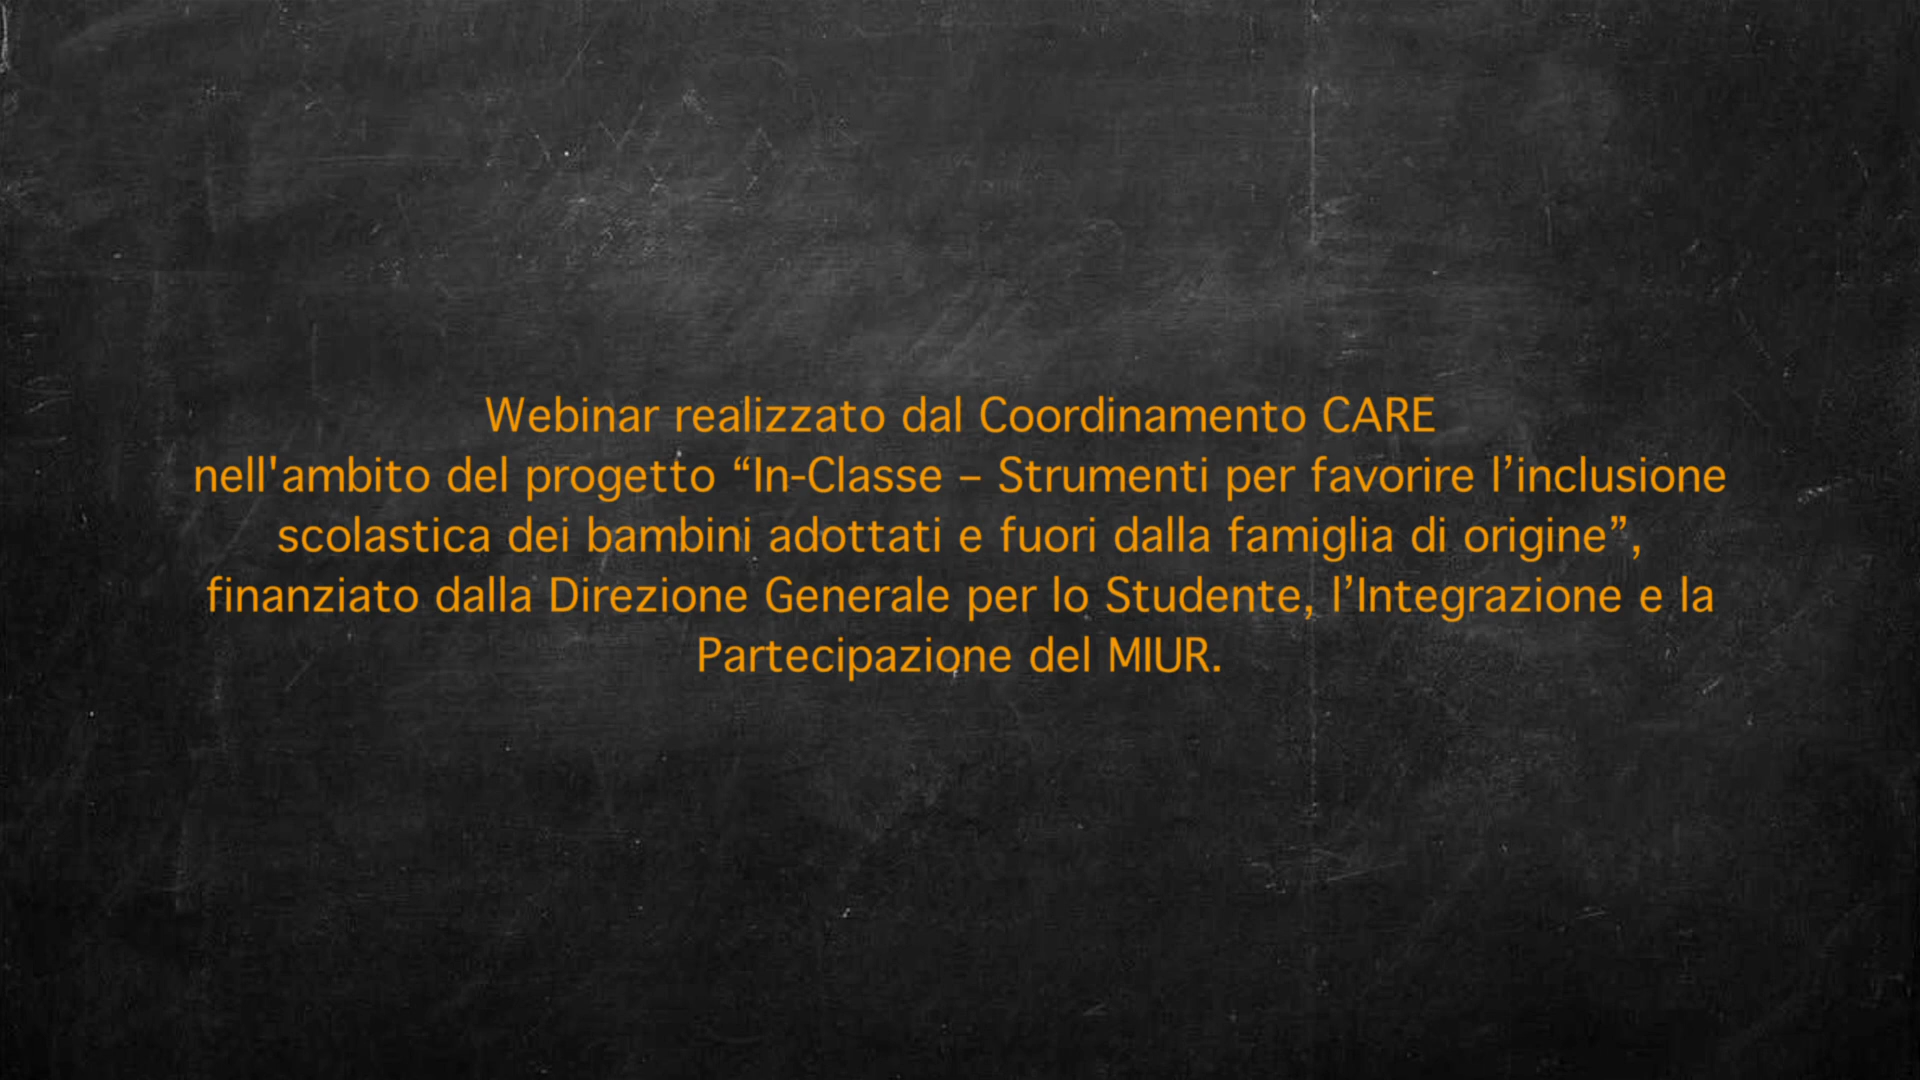 Webinar realizzato dal Coordinamento CARE
nell'ambito del progetto “In-Classe – Strumenti per favorire l’inclusione
scolastica dei bambini adottati e fuori dalla famiglia di origine”,
finanziato dalla Direzione Generale per lo Studente, l’Integrazione e la
Partecipazione del MIUR.